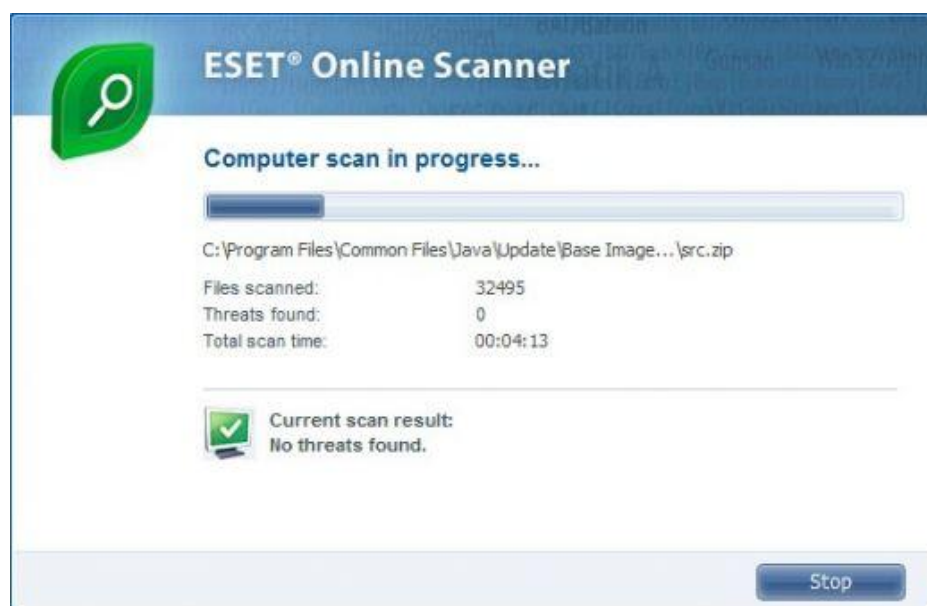 ESET® Online Scanner
Computer scan in progress...
C:\Program Files\Common Files\Java\Update\Base Image...\src.zip
Files scanned: 32495
Threats found: 0
Total scan time: 00:04:13
Current scan result:
No threats found.
Stop